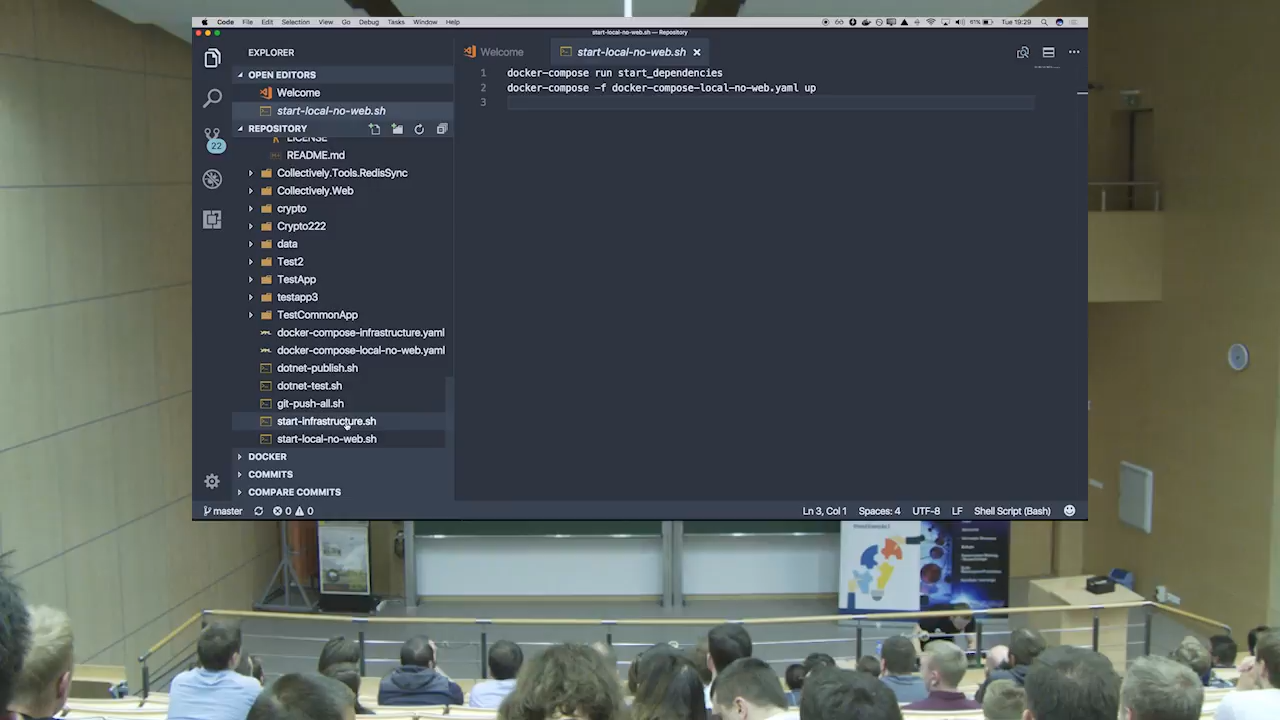 Code File Edit Selection View Go Debug Tasks Window Help
61% Tue 19:29
start-local-no-web.sh — Repository
EXPLORER
Welcome
start-local-no-web.sh
OPEN EDITORS
Welcome
start-local-no-web.sh
REPOSITORY
LICENSE
README.md
Collectively.Tools.RedisSync
Collectively.Web
crypto
Crypto222
data
Test2
TestApp
testapp3
TestCommonApp
docker-compose-infrastructure.yaml
docker-compose-local-no-web.yaml
dotnet-publish.sh
dotnet-test.sh
git-push-all.sh
start-infrastructure.sh
start-local-no-web.sh
DOCKER
COMMITS
COMPARE COMMITS
22
1 docker-compose run start_dependencies
2 docker-compose -f docker-compose-local-no-web.yaml up
3
master 0 0
Ln 3, Col 1 Spaces: 4 UTF-8 LF Shell Script (Bash)